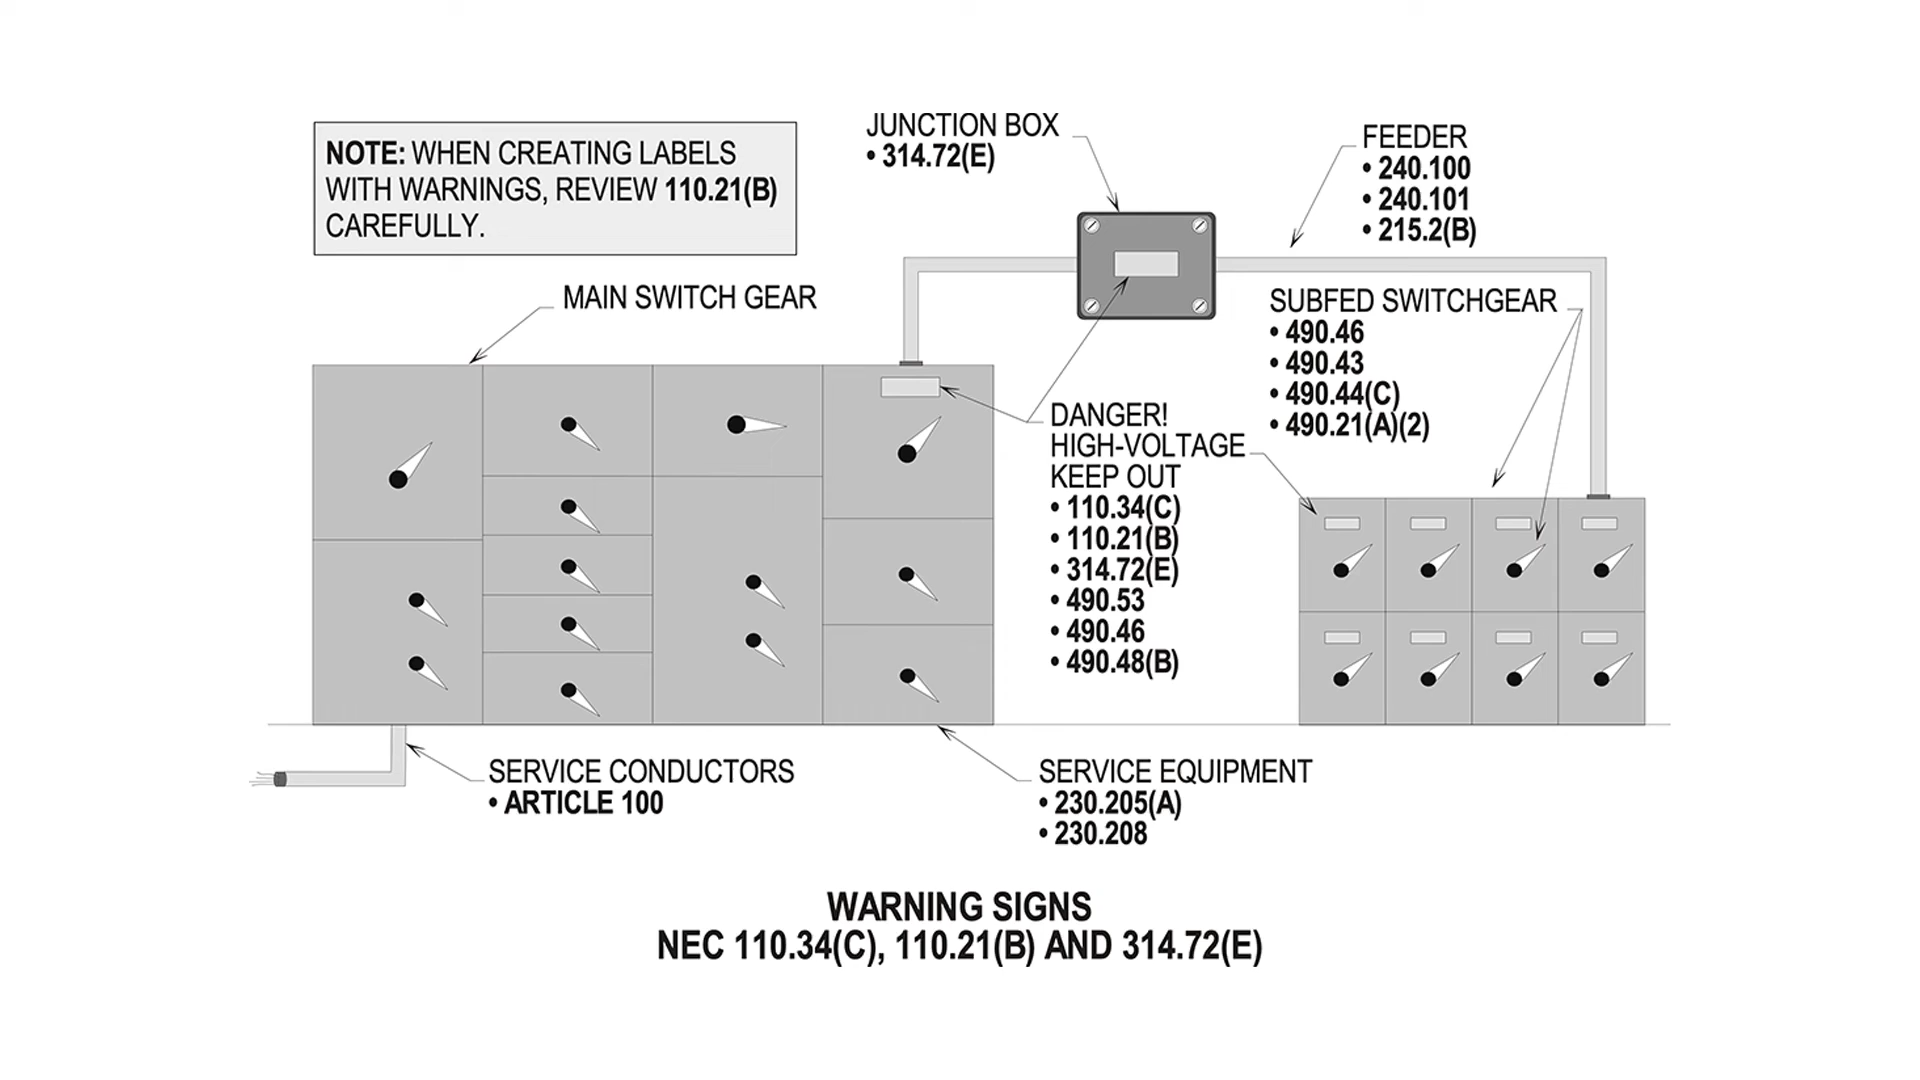 NOTE: WHEN CREATING LABELS
WITH WARNINGS, REVIEW 110.21(B)
CAREFULLY.
JUNCTION BOX
• 314.72(E)
FEEDER
• 240.100
• 240.101
• 215.2(B)
MAIN SWITCH GEAR
SUBFED SWITCHGEAR
• 490.46
• 490.43
• 490.44(C)
• 490.21(A)(2)
DANGER!
HIGH-VOLTAGE
KEEP OUT
• 110.34(C)
• 110.21(B)
• 314.72(E)
• 490.53
• 490.46
• 490.48(B)
SERVICE CONDUCTORS
• ARTICLE 100
SERVICE EQUIPMENT
• 230.205(A)
• 230.208
WARNING SIGNS
NEC 110.34(C), 110.21(B) AND 314.72(E)